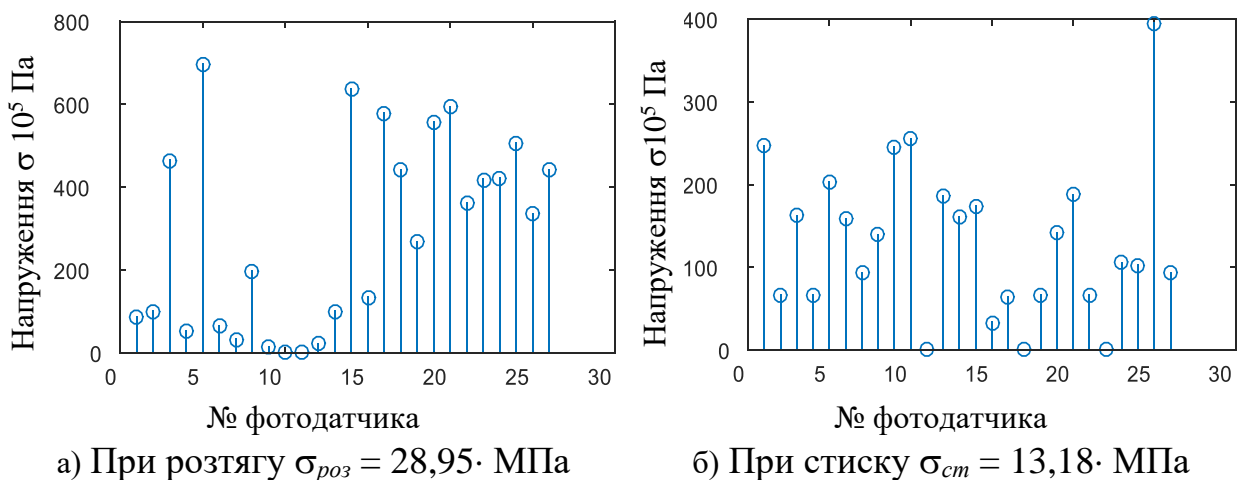 Напруження σ 10⁵ Па
800
600
400
200
0
0 5 10 15 20 25 30
№ фотодатчика
а) При розтягу σроз = 28,95· МПа
Напруження σ10⁵ Па
400
300
200
100
0
0 5 10 15 20 25 30
№ фотодатчика
б) При стиску σст = 13,18· МПа